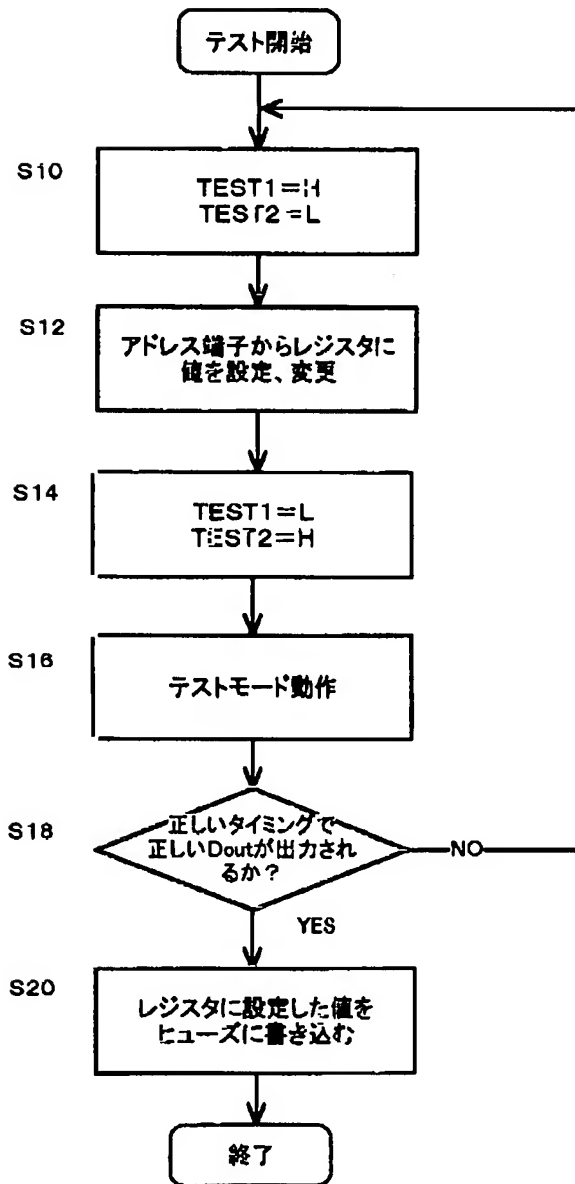 テスト開始
S10
TEST1=H
TEST2=L
S12
アドレス端子からレジスタに
値を設定、変更
S14
TEST1=L
TEST2=H
S16
テストモード動作
S18
正しいタイミングで
正しいDoutが出力され
るか？
NO
YES
S20
レジスタに設定した値を
ヒューズに書き込む
終了